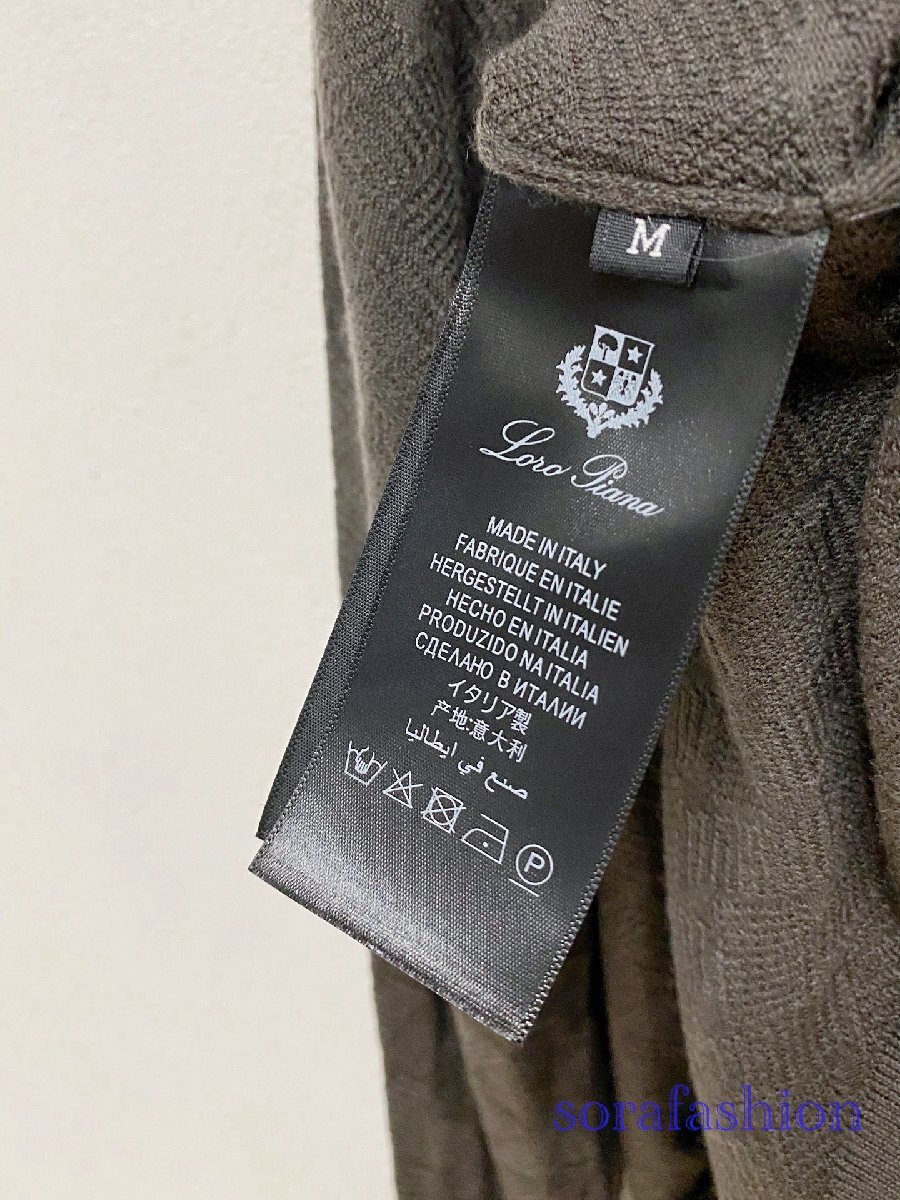 M
Loro Piana
MADE IN ITALY
FABRIQUE EN ITALIE
HERGESTELLT IN ITALIEN
HECHO EN ITALIA
PRODUZIDO NA ITALIA
СДЕЛАНО В ИТАЛИИ
イタリア製
产地:意大利
صنع في ايطاليا
P
sorafashion